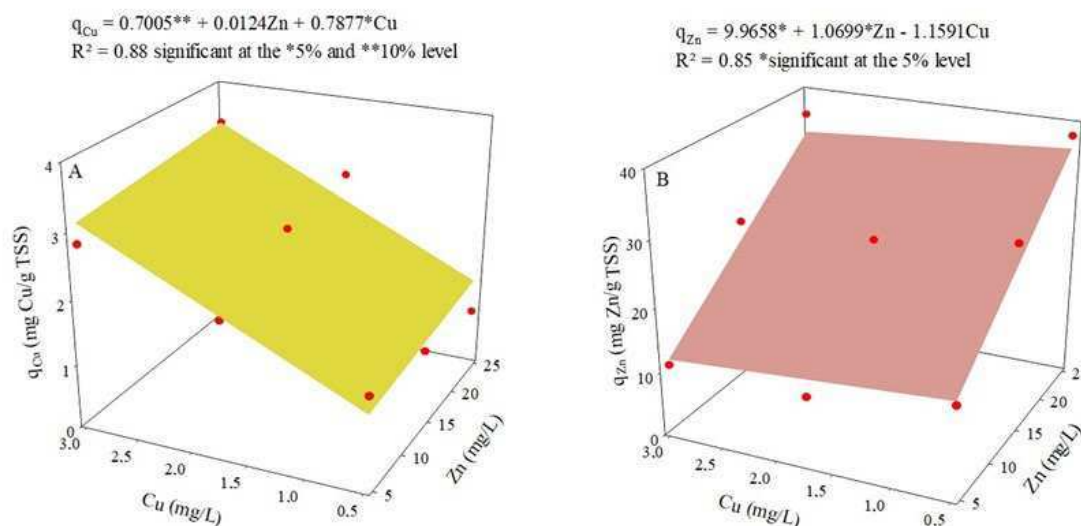 q_Cu = 0.7005** + 0.0124Zn + 0.7877*Cu
R² = 0.88 significant at the *5% and **10% level
A
4
3
2
1
0
q_Cu (mg Cu/g TSS)
3.0
2.5
2.0
1.5
1.0
0.5
Cu (mg/L)
5
10
15
20
25
Zn (mg/L)
q_Zn = 9.9658* + 1.0699*Zn - 1.1591Cu
R² = 0.85 *significant at the 5% level
B
40
30
20
10
0
q_Zn (mg Zn/g TSS)
3.0
2.5
2.0
1.5
1.0
0.5
Cu (mg/L)
5
10
15
20
2
Zn (mg/L)